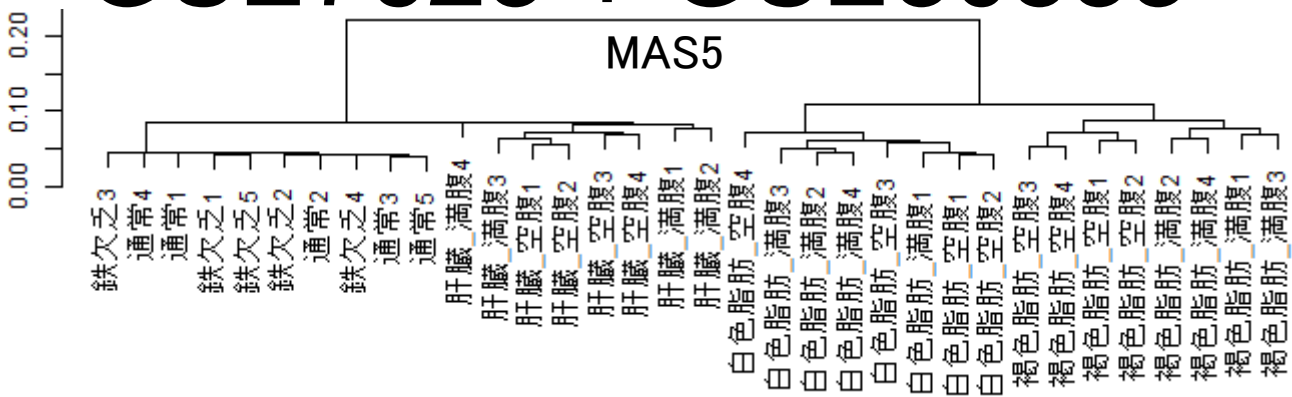 MAS5
0.20
0.10
0.00
鉄欠乏3
通常4
通常1
鉄欠乏1
鉄欠乏5
鉄欠乏2
通常2
鉄欠乏4
通常3
通常5
肝臓_満腹4
肝臓_満腹3
肝臓_空腹1
肝臓_空腹2
肝臓_空腹3
肝臓_空腹4
肝臓_満腹1
肝臓_満腹2
白色脂肪_空腹4
白色脂肪_満腹3
白色脂肪_満腹2
白色脂肪_満腹4
白色脂肪_空腹3
白色脂肪_満腹1
白色脂肪_空腹1
白色脂肪_空腹2
褐色脂肪_空腹3
褐色脂肪_空腹4
褐色脂肪_空腹1
褐色脂肪_空腹2
褐色脂肪_満腹2
褐色脂肪_満腹4
褐色脂肪_満腹1
褐色脂肪_満腹3